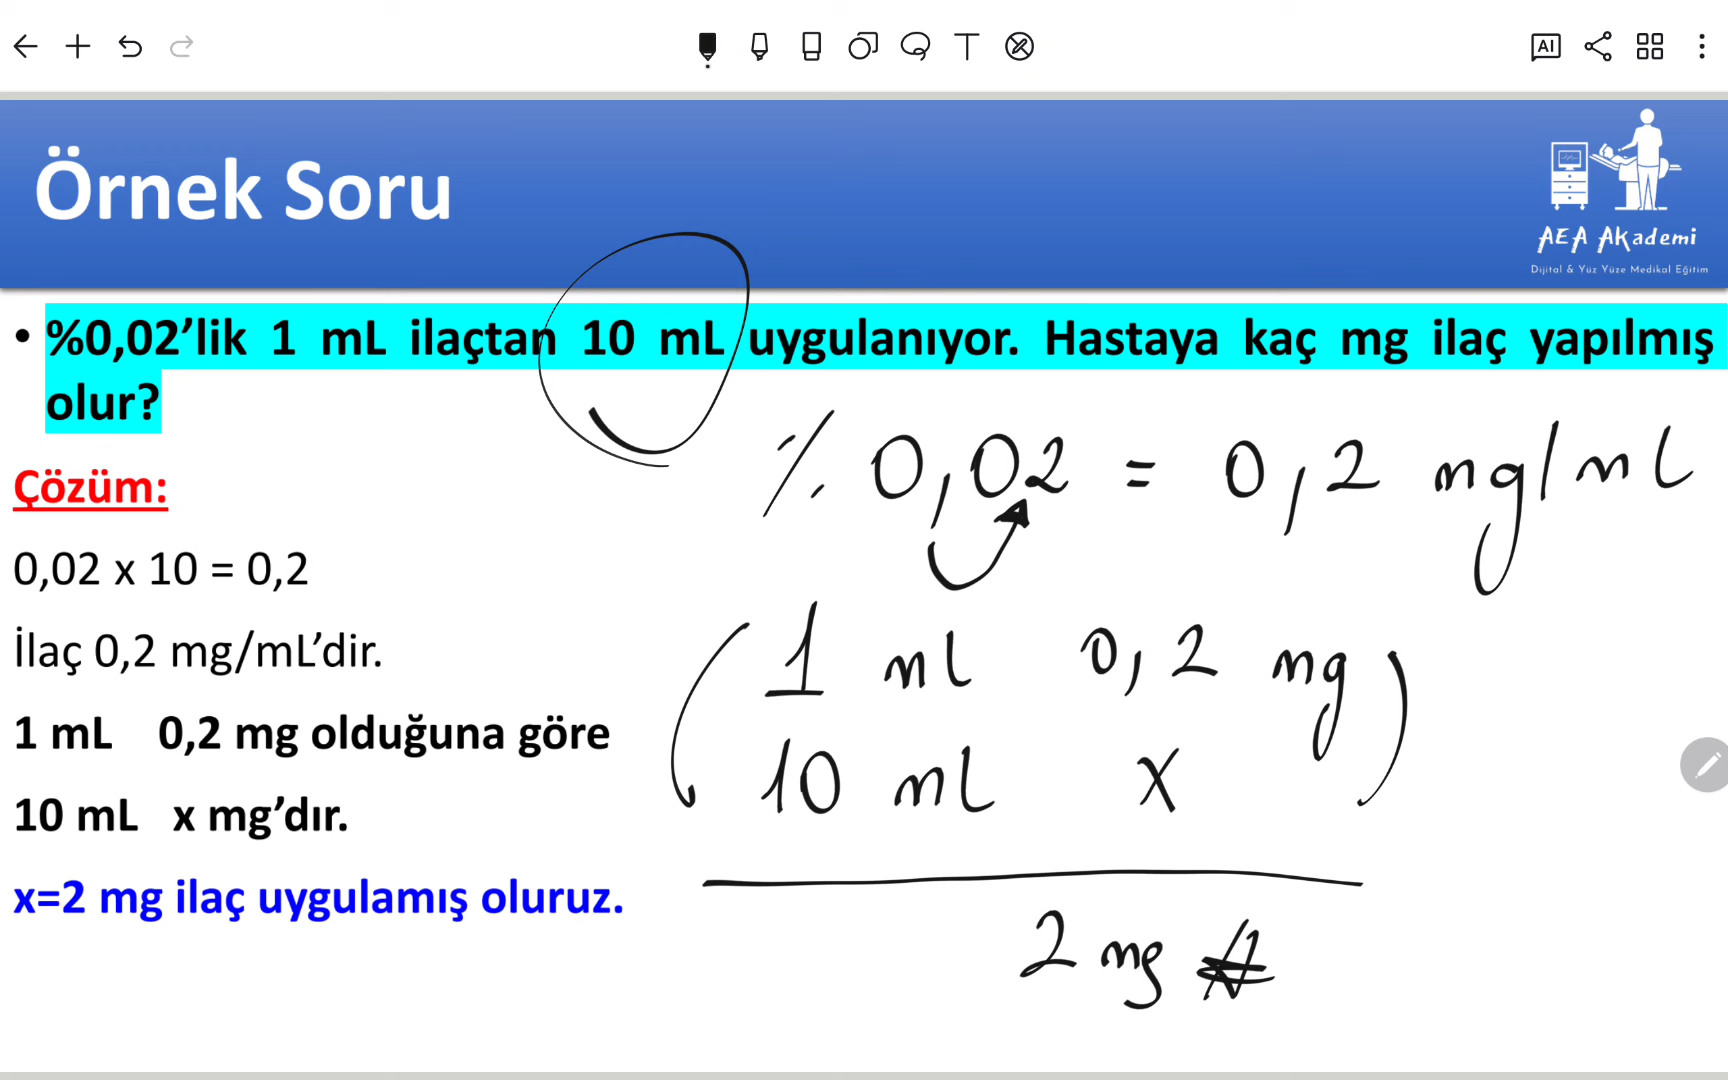 AI
Örnek Soru
AEA AKademi
Dijital & Yüz Yüze Medikal Eğitim
• %0,02’lik 1 mL ilaçtan 10 mL uygulanıyor. Hastaya kaç mg ilaç yapılmış
olur?
% 0,02 = 0,2 mg/ml
Çözüm:
0,02 x 10 = 0,2
İlaç 0,2 mg/mL’dir.
1 ml 0,2 mg
1 mL 0,2 mg olduğuna göre
10 ml x
10 mL x mg’dır.
x=2 mg ilaç uygulamış oluruz.
2 mg